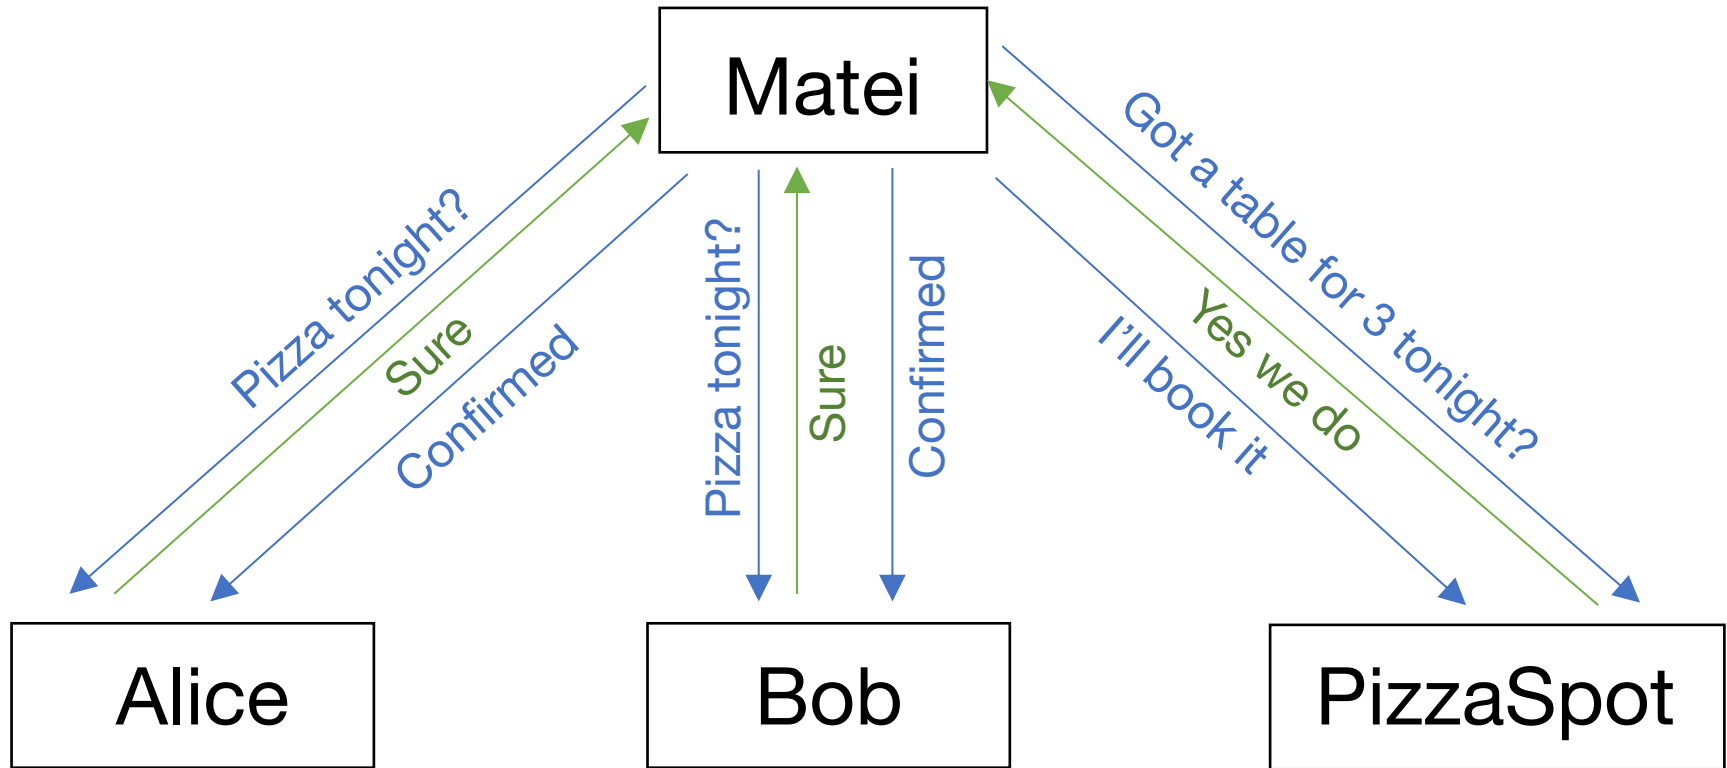 Matei
Pizza tonight?
Sure
Confirmed
Pizza tonight?
Sure
Confirmed
I'll book it
Yes we do
Got a table for 3 tonight?
Alice
Bob
PizzaSpot